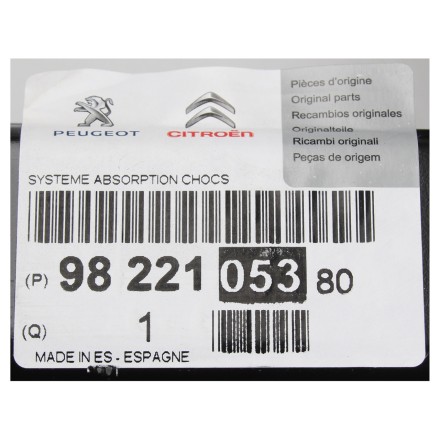 PEUGEOT
CITROËN
Pièces d'origine
Original parts
Recambios originales
Originalteile
Ricambi originali
Peças de origem
SYSTEME ABSORPTION CHOCS
(P) 98 221 053 80
(Q) 1
MADE IN ES - ESPAGNE